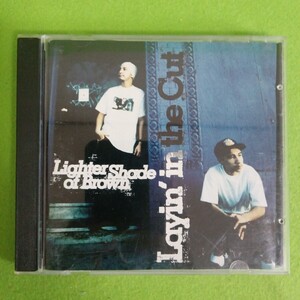 Lighter Shade
of Brown
Layin' in the Cut